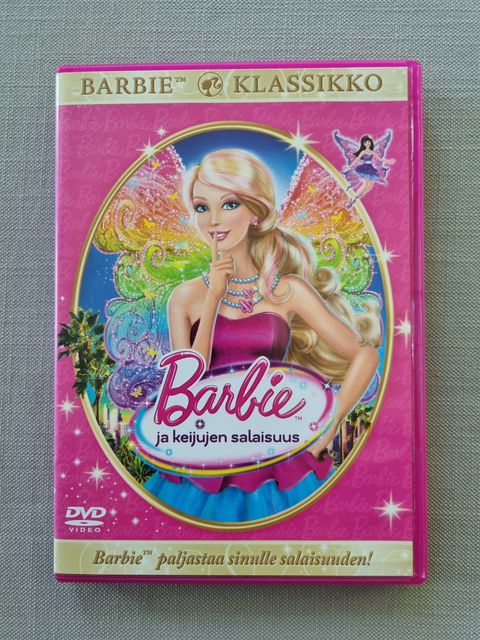 BARBIE™ KLASSIKKO
Barbie™
ja keijujen salaisuus
DVD
VIDEO
Barbie™ paljastaa sinulle salaisuuden!